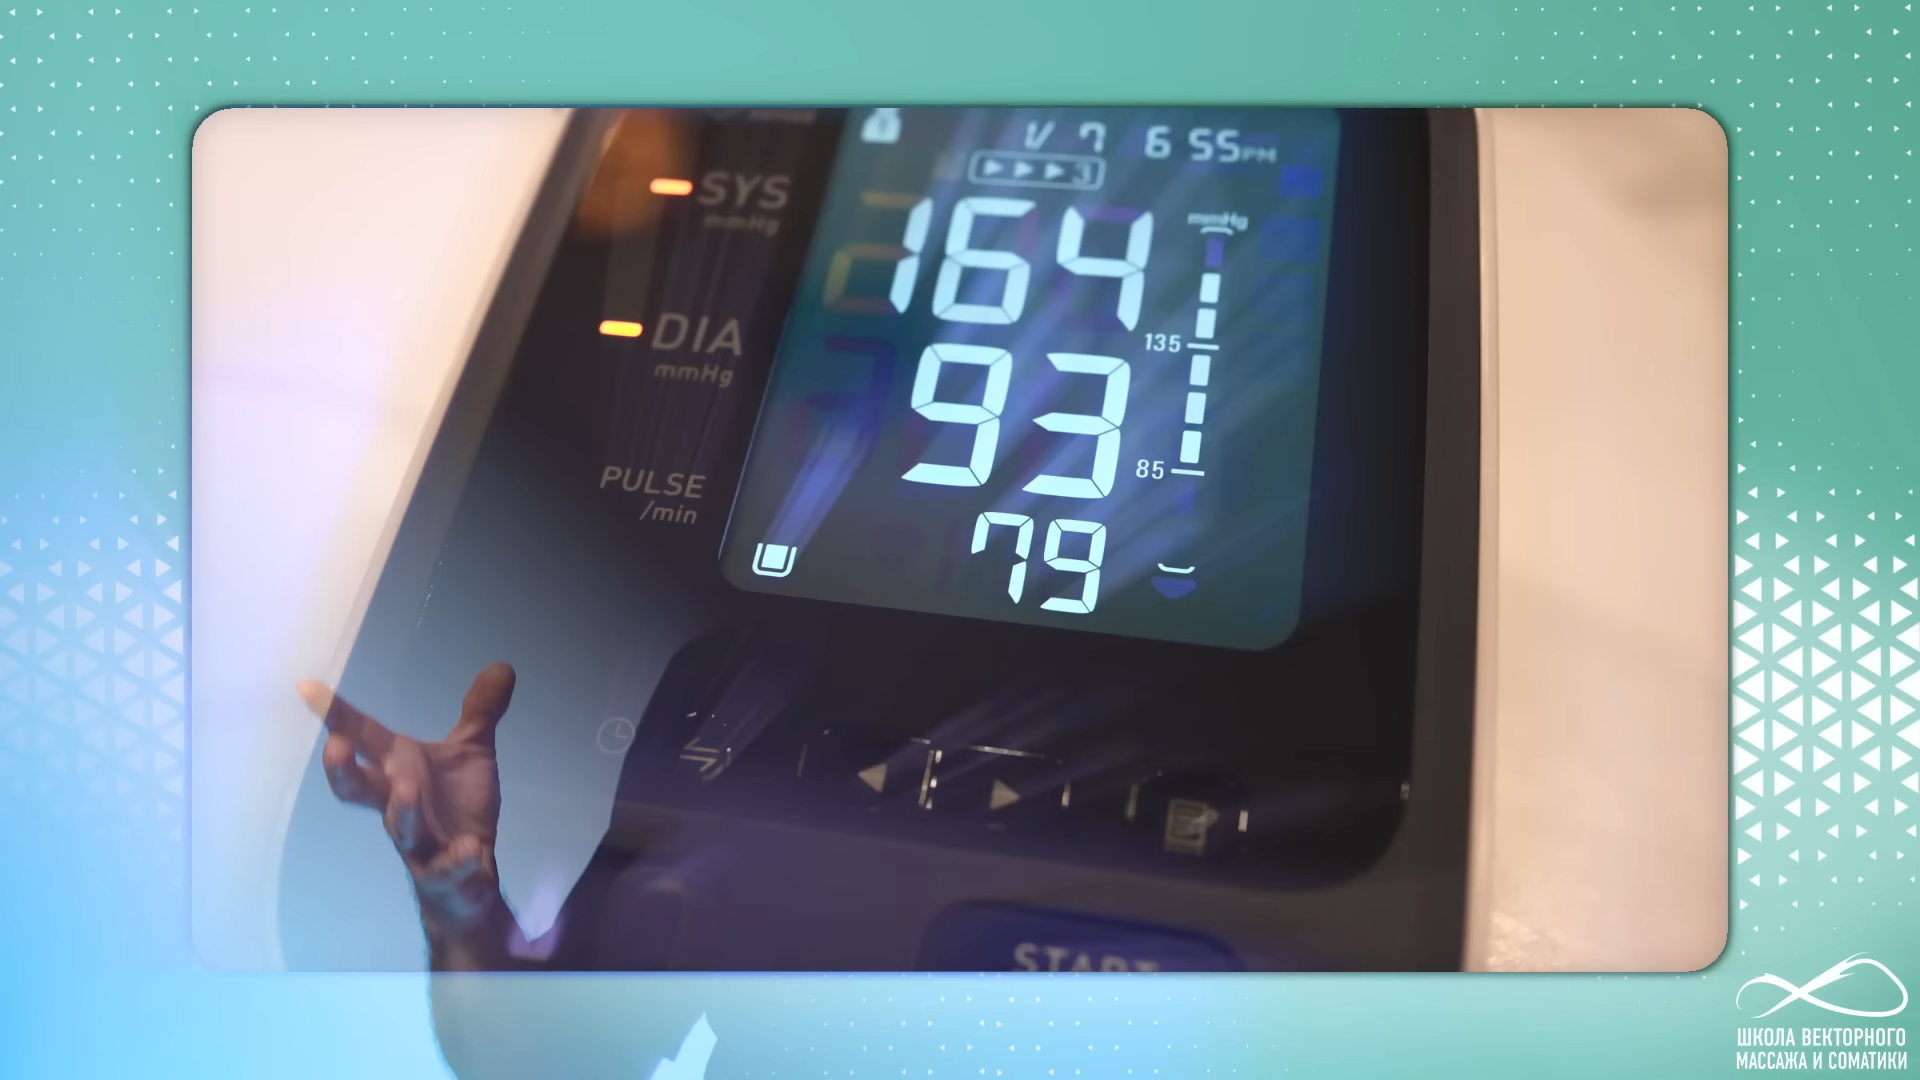 1/ 7 6 55PM
SYS
mmHg
164
mmHg
135
DIA
mmHg
93
85
PULSE
/min
79
START
ШКОЛА ВЕКТОРНОГО
МАССАЖА И СОМАТИКИ